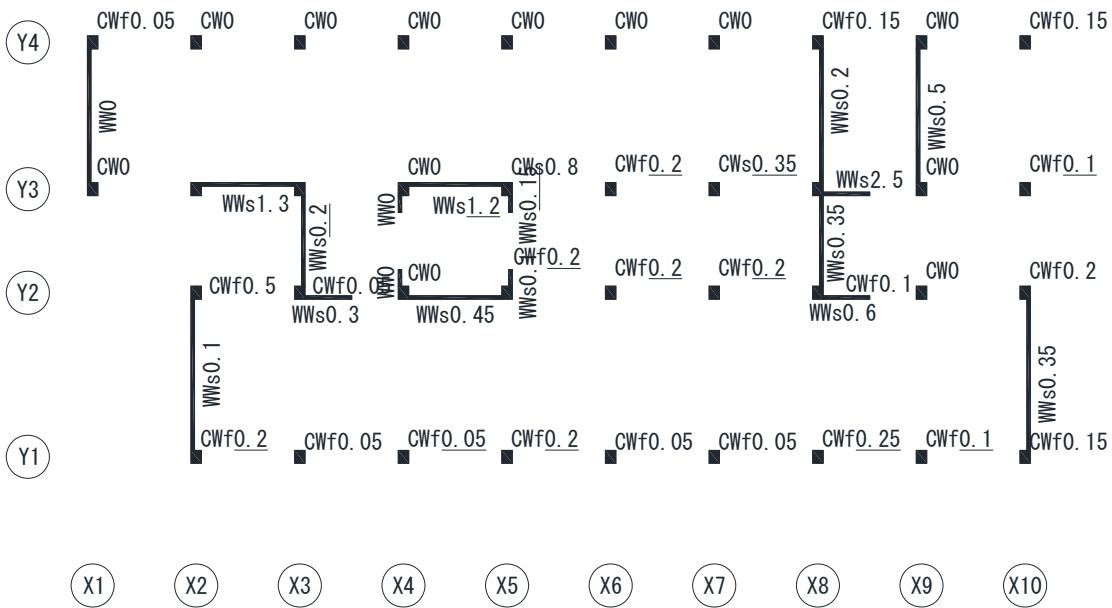 CWf0.05 CW0 CW0 CW0 CW0 CW0 CW0 CWf0.15 CW0 CWf0.15
Y4
WW0
WWs0.2
WWs0.5
CW0 CW0 CWs0.8 CWf0.2 CWs0.35 CW0 CWf0.1
Y3
WWs1.3
WW0
WWs1.2
WWs2.5
WWs0.2
WWs0.35
CWf0.5 CW0 CWf0.2 CWf0.2 CWf0.2 CWf0.1 CW0 CWf0.2
Y2
WW0
WWs0.3 WWs0.45 WWs0.6
WWs0.1
WWs0.35
CWf0.2 CWf0.05 CWf0.05 CWf0.2 CWf0.05 CWf0.05 CWf0.25 CWf0.1 CWf0.15
Y1
X1 X2 X3 X4 X5 X6 X7 X8 X9 X10